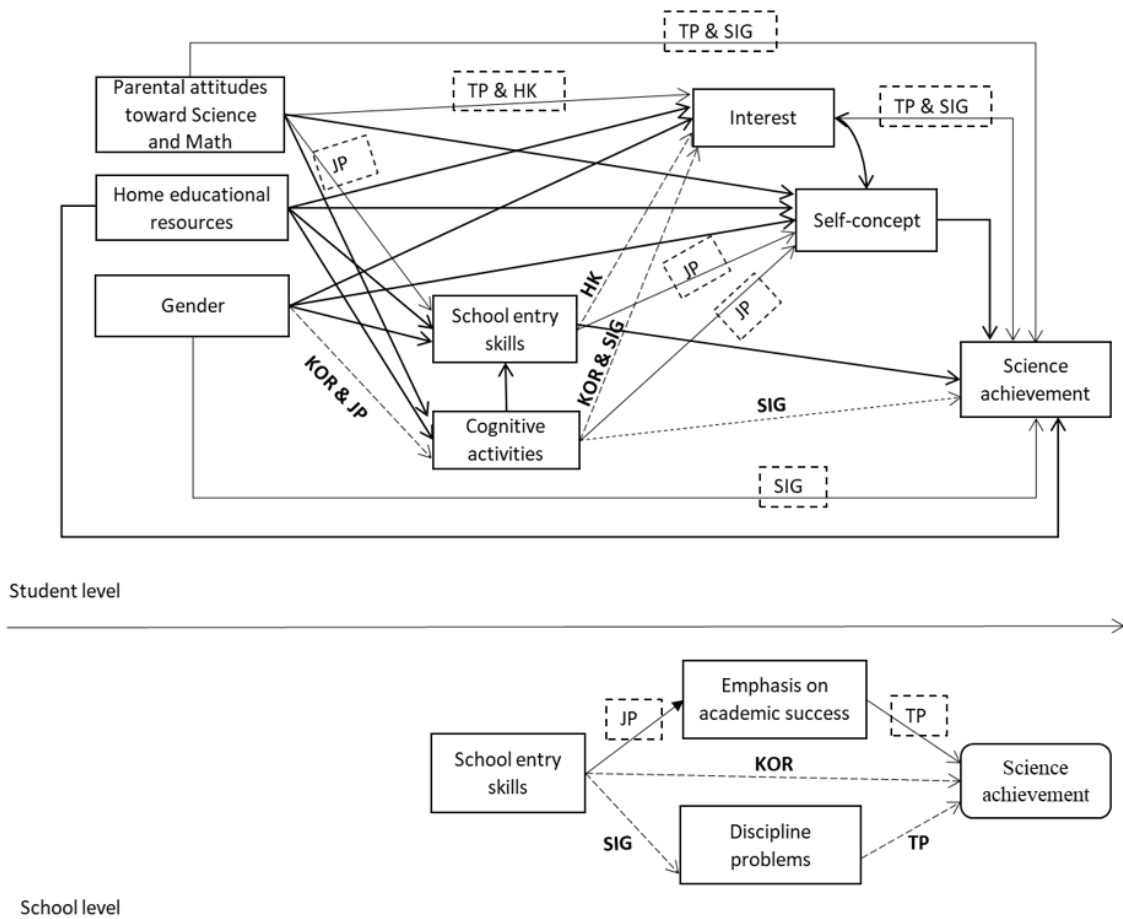 TP & SIG
Parental attitudes
toward Science
and Math
TP & HK
Interest
TP & SIG
JP
Home educational
resources
Self-concept
Gender
HK
JP
JP
School entry
skills
KOR & JP
KOR & SIG
Science
achievement
Cognitive
activities
SIG
SIG
Student level
Emphasis on
academic success
JP
TP
School entry
skills
KOR
Science
achievement
SIG
Discipline
problems
TP
School level